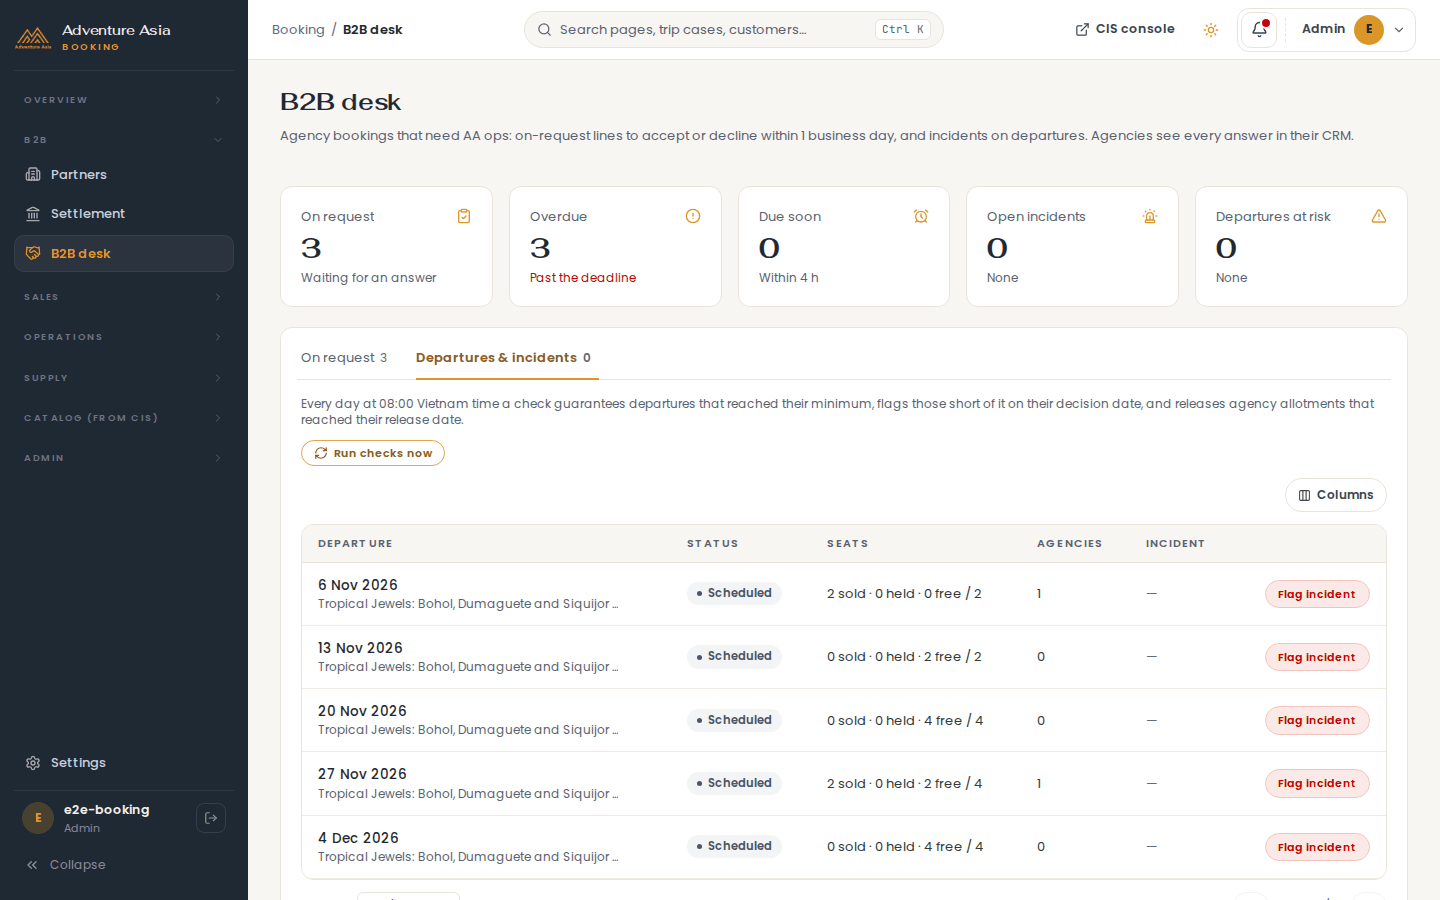 Adventure Asia
BOOKING
Adventure Asia
Booking / B2B desk
Search pages, trip cases, customers...
Ctrl K
CIS console
Admin
E
OVERVIEW
B2B
Partners
Settlement
B2B desk
SALES
OPERATIONS
SUPPLY
CATALOG (FROM CIS)
ADMIN
Settings
E
e2e-booking
Admin
Collapse
B2B desk
Agency bookings that need AA ops: on-request lines to accept or decline within 1 business day, and incidents on departures. Agencies see every answer in their CRM.
On request
3
Waiting for an answer
Overdue
3
Past the deadline
Due soon
0
Within 4 h
Open incidents
0
None
Departures at risk
0
None
On request 3
Departures & incidents 0
Every day at 08:00 Vietnam time a check guarantees departures that reached their minimum, flags those short of it on their decision date, and releases agency allotments that
reached their release date.
Run checks now
Columns
DEPARTURE STATUS SEATS AGENCIES INCIDENT
6 Nov 2026
Tropical Jewels: Bohol, Dumaguete and Siquijor ...
Scheduled
2 sold · 0 held · 0 free / 2
1
—
Flag incident
13 Nov 2026
Tropical Jewels: Bohol, Dumaguete and Siquijor ...
Scheduled
0 sold · 0 held · 2 free / 2
0
—
Flag incident
20 Nov 2026
Tropical Jewels: Bohol, Dumaguete and Siquijor ...
Scheduled
0 sold · 0 held · 4 free / 4
0
—
Flag incident
27 Nov 2026
Tropical Jewels: Bohol, Dumaguete and Siquijor ...
Scheduled
2 sold · 0 held · 2 free / 4
1
—
Flag incident
4 Dec 2026
Tropical Jewels: Bohol, Dumaguete and Siquijor ...
Scheduled
0 sold · 0 held · 4 free / 4
0
—
Flag incident